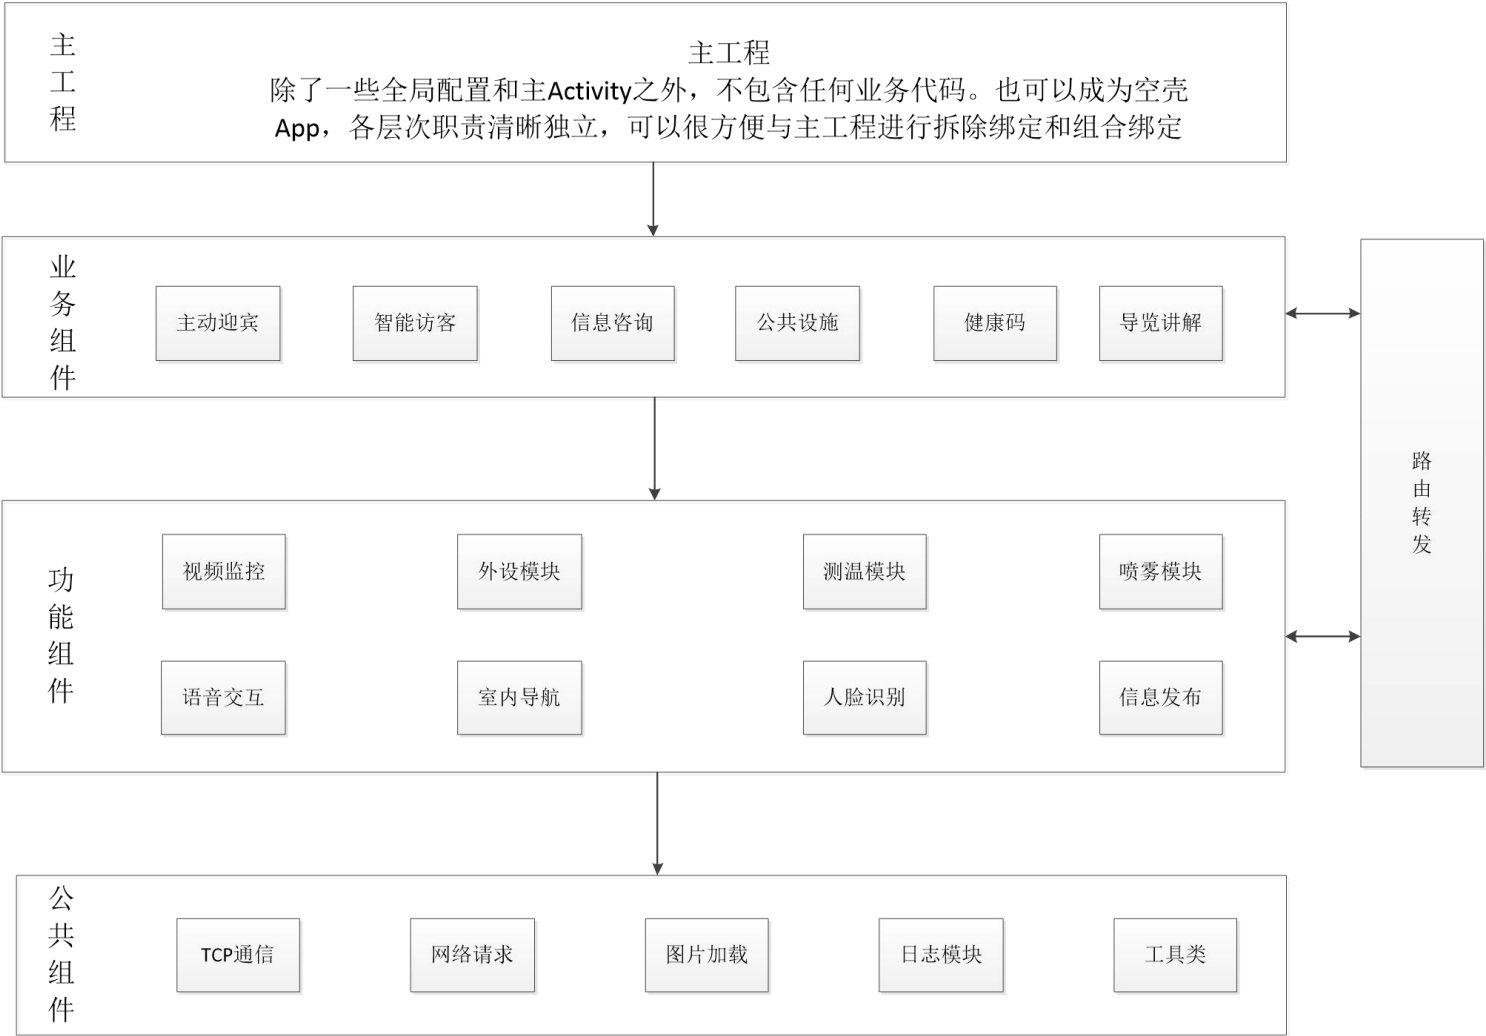 主工程
主工程
除了一些全局配置和主Activity之外，不包含任何业务代码。也可以成为空壳
App，各层次职责清晰独立，可以很方便与主工程进行拆除绑定和组合绑定
业务组件
主动迎宾
智能访客
信息咨询
公共设施
健康码
导览讲解
路由转发
功能组件
视频监控
外设模块
测温模块
喷雾模块
语音交互
室内导航
人脸识别
信息发布
公共组件
TCP通信
网络请求
图片加载
日志模块
工具类